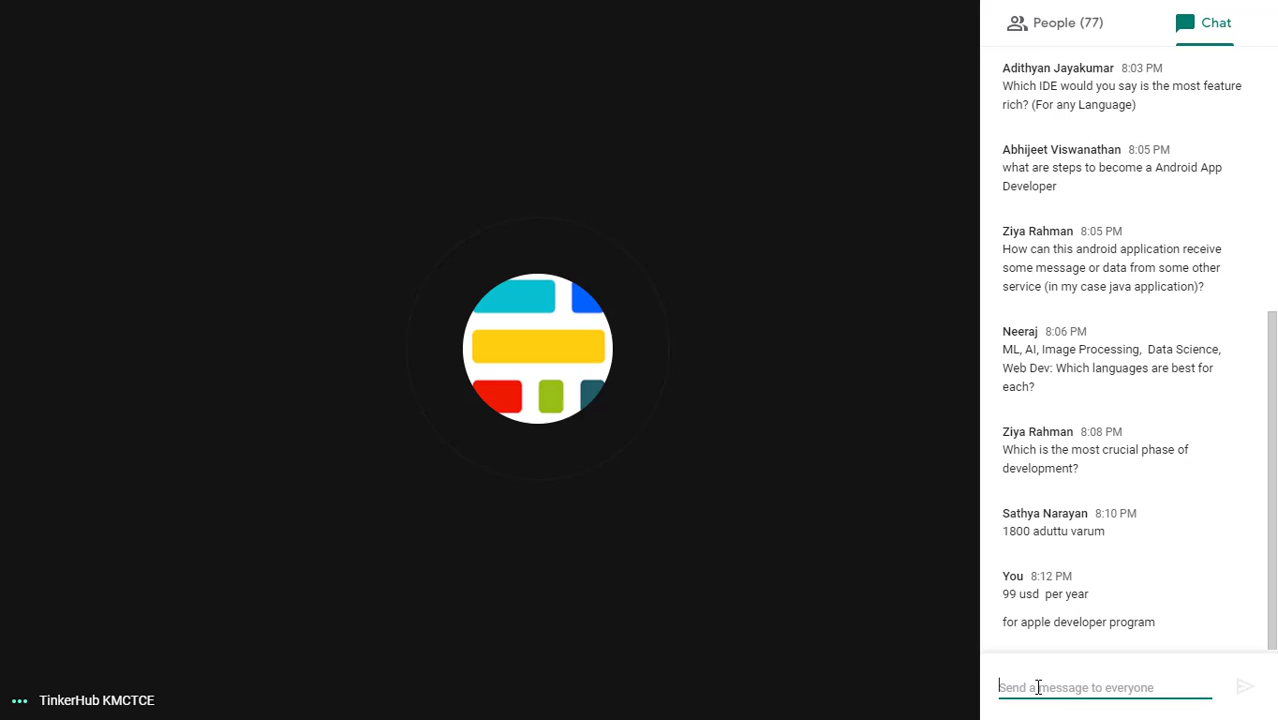 People (77)
Chat
Adithyan Jayakumar 8:03 PM
Which IDE would you say is the most feature
rich? (For any Language)
Abhijeet Viswanathan 8:05 PM
what are steps to become a Android App
Developer
Ziya Rahman 8:05 PM
How can this android application receive
some message or data from some other
service (in my case java application)?
Neeraj 8:06 PM
ML, AI, Image Processing,  Data Science,
Web Dev: Which languages are best for
each?
Ziya Rahman 8:08 PM
Which is the most crucial phase of
development?
Sathya Narayan 8:10 PM
1800 aduttu varum
You 8:12 PM
99 usd  per year
for apple developer program
Send a message to everyone
TinkerHub KMCTCE